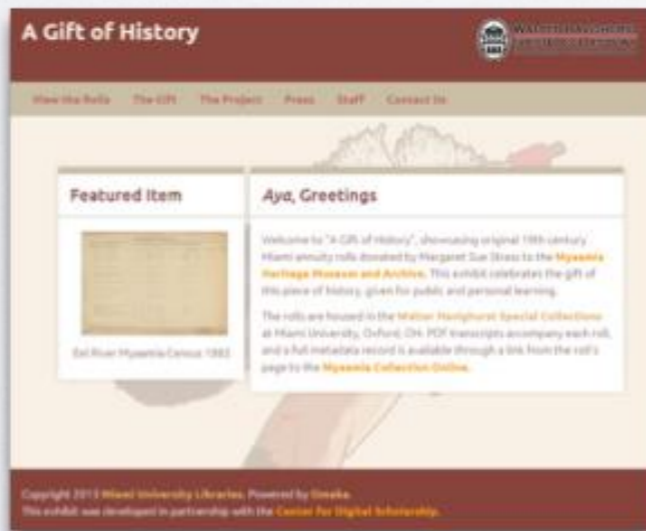 A Gift of History
View the Rolls The Gift The Project Press Staff Contact Us
Featured Item
Eel River Myaamia Census 1883
Aya, Greetings
Welcome to "A Gift of History", showcasing original 19th century
Miami annuity rolls donated by Margaret Sue Strass to the Myaamia
Heritage Museum and Archive. This exhibit celebrates the gift of
this piece of history, given for public and personal learning.
The rolls are housed in the Walter Havighurst Special Collections
at Miami University, Oxford, OH. PDF transcripts accompany each roll,
and a full metadata record is available through a link from the roll's
page to the Myaamia Collection Online.
Copyright 2013 Miami University Libraries. Powered by Omeka.
This exhibit was developed in partnership with the Center for Digital Scholarship.